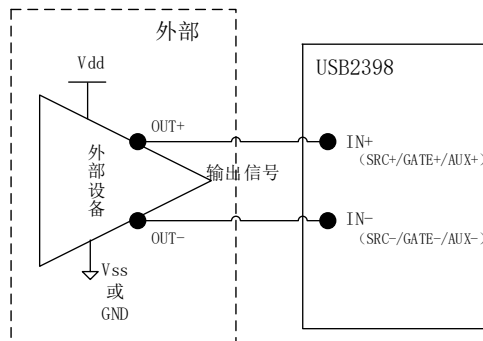 外部
Vdd
USB2398
OUT+
IN+
(SRC+/GATE+/AUX+)
外部设备
输出信号
OUT-
IN-
(SRC-/GATE-/AUX-)
Vss
或
GND